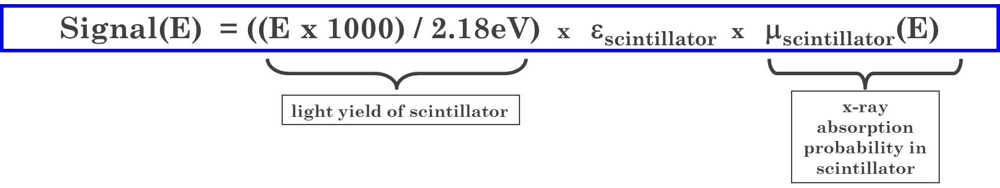 Signal(E) = ((E x 1000) / 2.18eV) x εscintillator x μscintillator(E)
light yield of scintillator
x-ray
absorption
probability in
scintillator